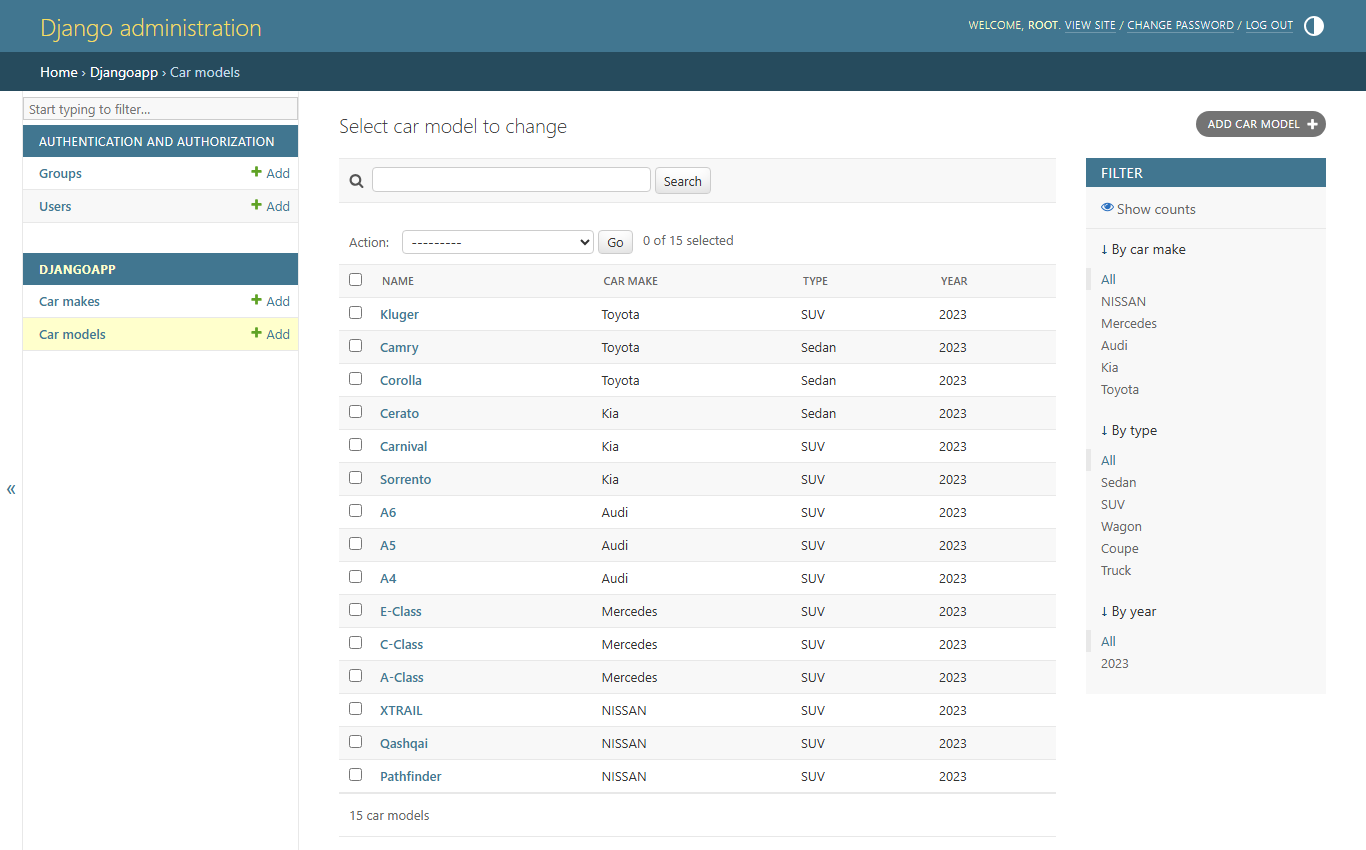 Django administration
WELCOME, ROOT. VIEW SITE / CHANGE PASSWORD / LOG OUT
Home › Djangoapp › Car models
Start typing to filter...
AUTHENTICATION AND AUTHORIZATION
Groups + Add
Users + Add
DJANGOAPP
Car makes + Add
Car models + Add
«
Select car model to change
ADD CAR MODEL +
Search
Action: --------- Go 0 of 15 selected
NAME CAR MAKE TYPE YEAR
Kluger Toyota SUV 2023
Camry Toyota Sedan 2023
Corolla Toyota Sedan 2023
Cerato Kia Sedan 2023
Carnival Kia SUV 2023
Sorrento Kia SUV 2023
A6 Audi SUV 2023
A5 Audi SUV 2023
A4 Audi SUV 2023
E-Class Mercedes SUV 2023
C-Class Mercedes SUV 2023
A-Class Mercedes SUV 2023
XTRAIL NISSAN SUV 2023
Qashqai NISSAN SUV 2023
Pathfinder NISSAN SUV 2023
15 car models
FILTER
Show counts
↓ By car make
All
NISSAN
Mercedes
Audi
Kia
Toyota
↓ By type
All
Sedan
SUV
Wagon
Coupe
Truck
↓ By year
All
2023